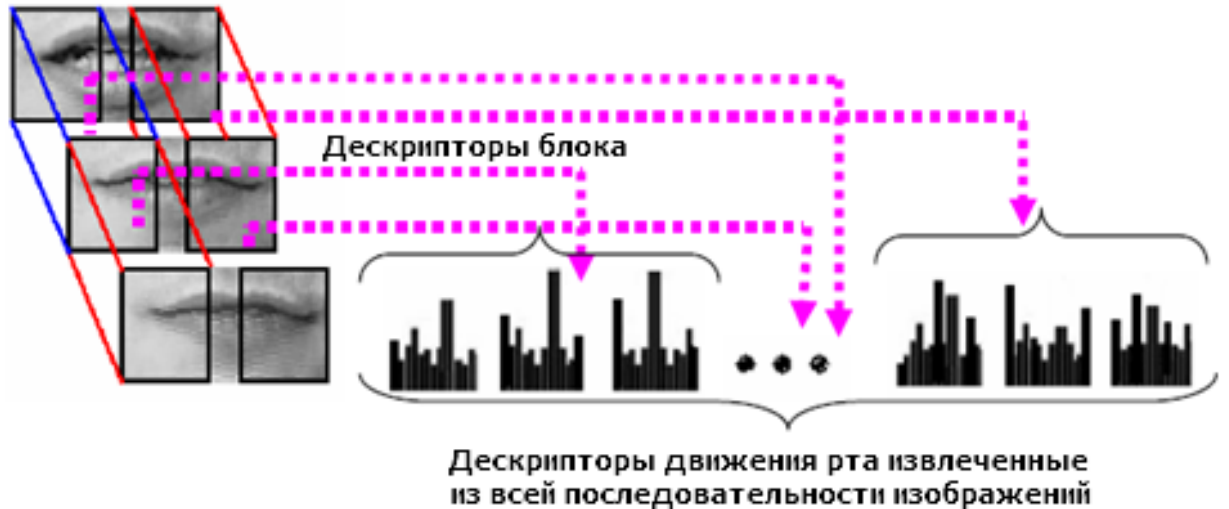 Дескрипторы блока
Дескрипторы движения рта извлеченные
из всей последовательности изображений